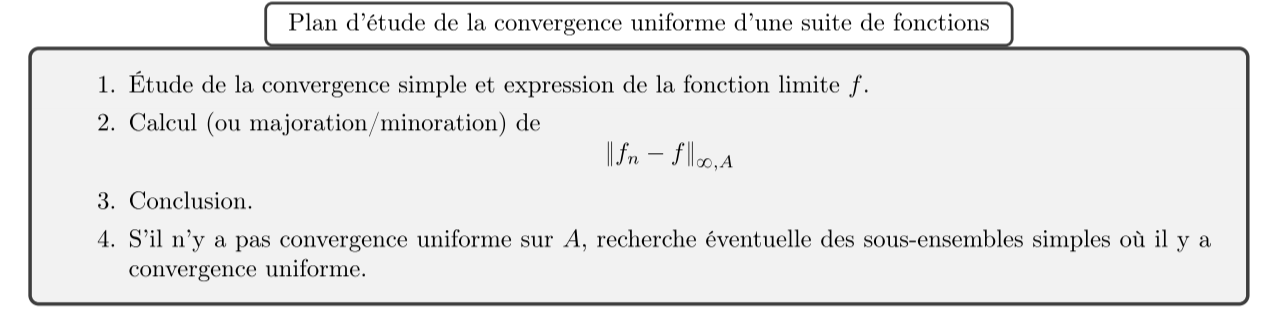 Plan d'étude de la convergence uniforme d'une suite de fonctions
1. Étude de la convergence simple et expression de la fonction limite f.
2. Calcul (ou majoration/minoration) de
‖fₙ − f‖∞,A
3. Conclusion.
4. S'il n'y a pas convergence uniforme sur A, recherche éventuelle des sous-ensembles simples où il y a
convergence uniforme.